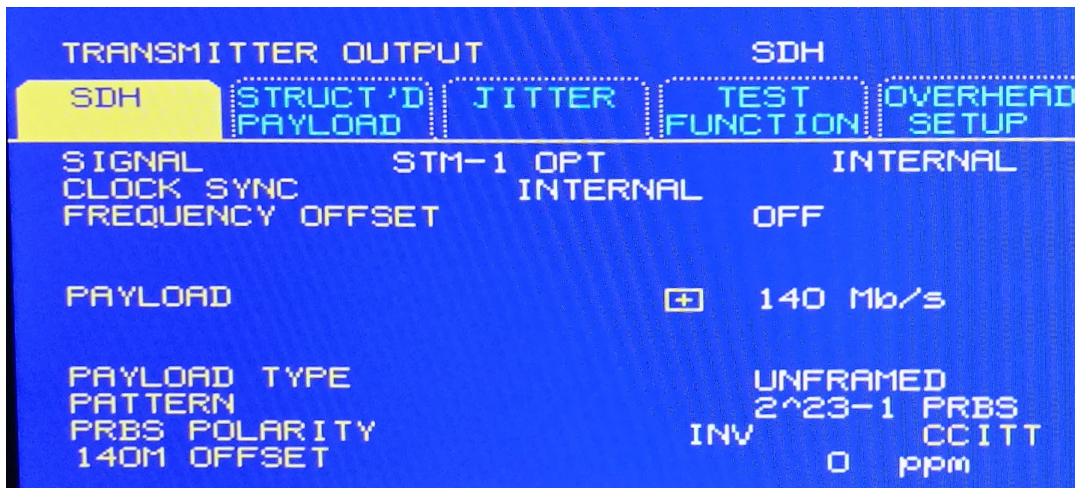 TRANSMITTER OUTPUT SDH
SDH STRUCT'D PAYLOAD JITTER TEST FUNCTION OVERHEAD SETUP
SIGNAL STM-1 OPT INTERNAL
CLOCK SYNC INTERNAL
FREQUENCY OFFSET OFF
PAYLOAD + 140 Mb/s
PAYLOAD TYPE UNFRAMED
PATTERN 2^23-1 PRBS
PRBS POLARITY INV CCITT
140M OFFSET 0 ppm